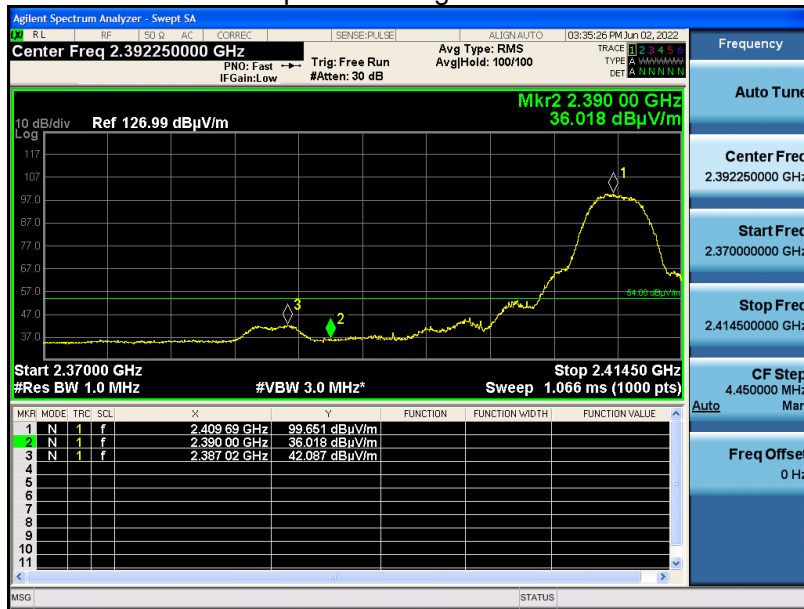 Agilent Spectrum Analyzer - Swept SA
LXI RL RF 50 Ω AC CORREC SENSE:PULSE ALIGN AUTO 03:35:26 PM Jun 02, 2022
Center Freq 2.392250000 GHz
PNO: Fast
IFGain:Low
Trig: Free Run
#Atten: 30 dB
Avg Type: RMS
Avg|Hold: 100/100
TRACE 1 2 3 4 5 6
TYPE A WWWWW
DET A N N N N N
Mkr2 2.390 00 GHz
36.018 dBµV/m
10 dB/div Ref 126.99 dBµV/m
Log
117
107
97.0
87.0
77.0
67.0
57.0
47.0
37.0
1
2
3
54.00 dBµV/m
Start 2.37000 GHz Stop 2.41450 GHz
#Res BW 1.0 MHz #VBW 3.0 MHz* Sweep 1.066 ms (1000 pts)
MKR MODE TRC SCL X Y FUNCTION FUNCTION WIDTH FUNCTION VALUE
1 N 1 f 2.409 69 GHz 99.651 dBµV/m
2 N 1 f 2.390 00 GHz 36.018 dBµV/m
3 N 1 f 2.387 02 GHz 42.087 dBµV/m
4
5
6
7
8
9
10
11
MSG STATUS
Frequency
Auto Tune
Center Freq
2.392250000 GHz
Start Freq
2.370000000 GHz
Stop Freq
2.414500000 GHz
CF Step
4.450000 MHz
Auto Man
Freq Offset
0 Hz